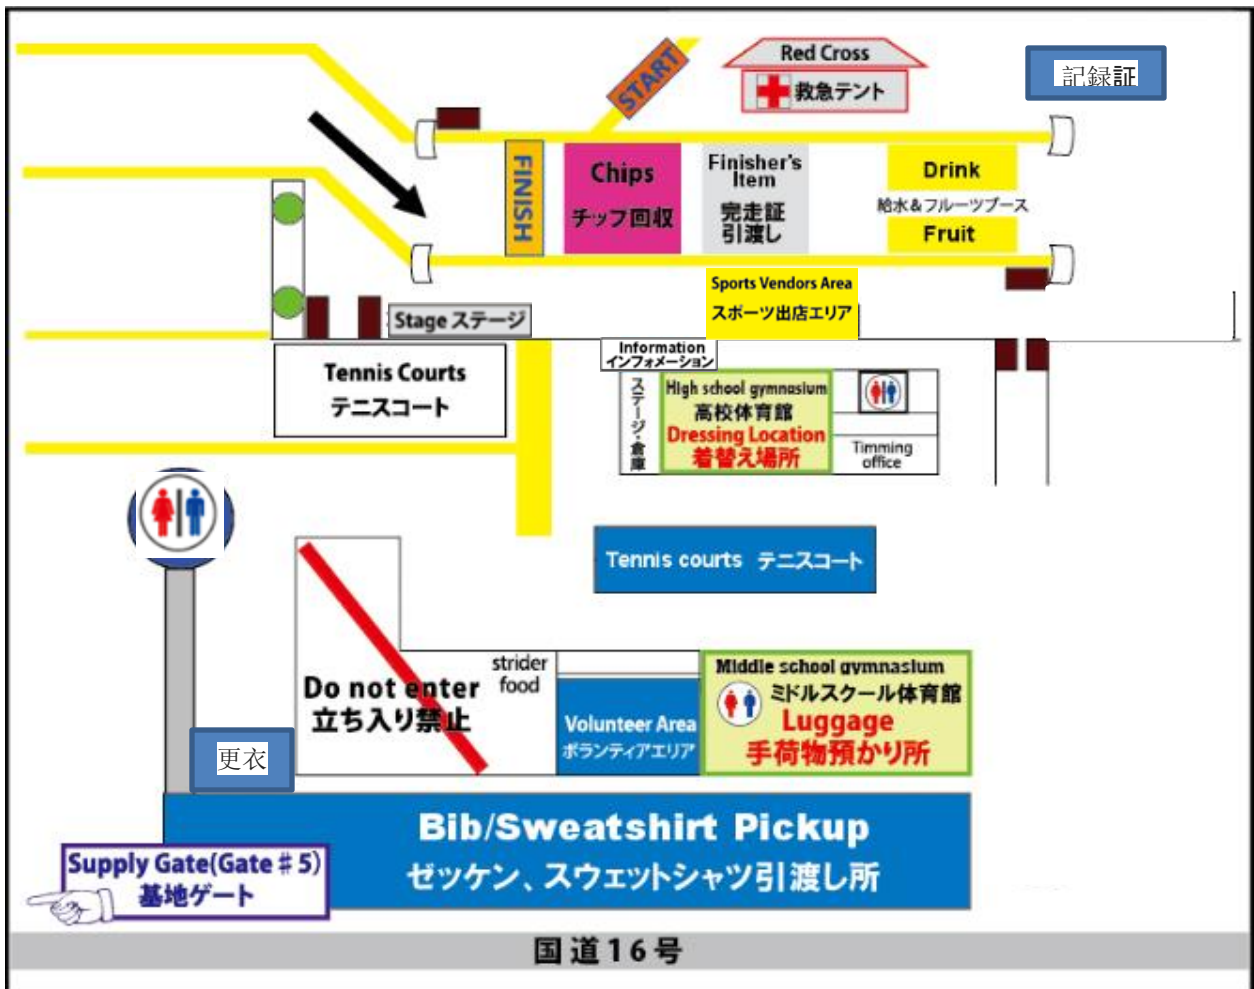 START
Red Cross
救急テント
記録証
FINISH
Chips
チップ回収
Finisher's
Item
完走証
引渡し
Drink
給水&フルーツブース
Fruit
Sports Vendors Area
スポーツ出店エリア
Stage ステージ
Information
インフォメーション
Tennis Courts
テニスコート
ステージ・倉庫
High school gymnasium
高校体育館
Dressing Location
着替え場所
Timming
office
Tennis courts テニスコート
Do not enter
立ち入り禁止
strider
food
Volunteer Area
ボランティアエリア
Middle school gymnasium
ミドルスクール体育館
Luggage
手荷物預かり所
更衣
Bib/Sweatshirt Pickup
ゼッケン、スウェットシャツ引渡し所
Supply Gate(Gate♯5)
基地ゲート
国道16号